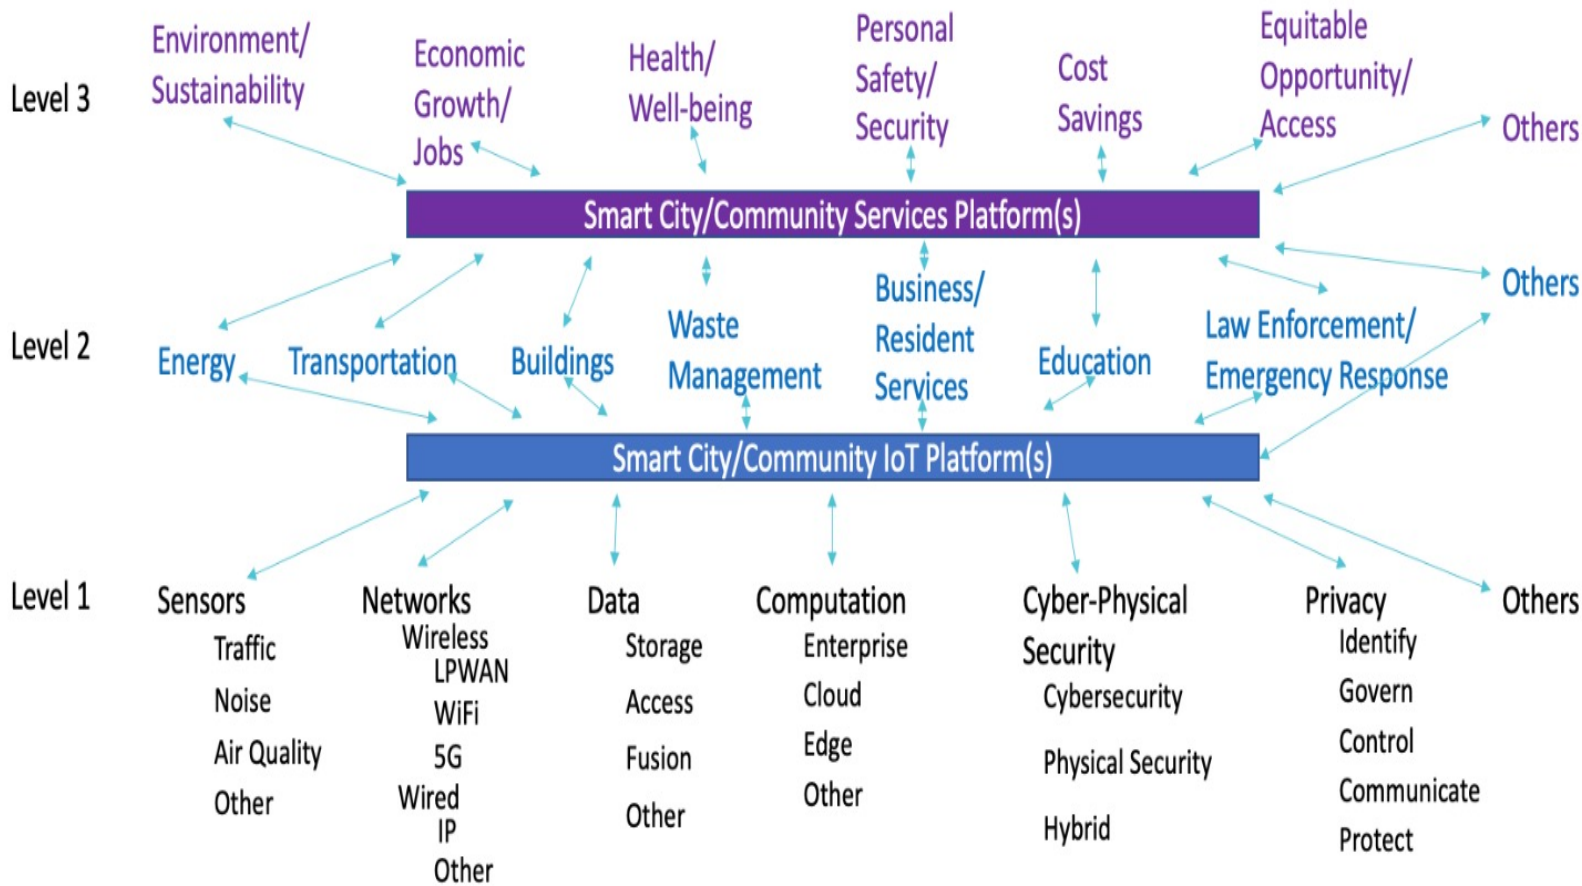 Level 3
Environment/
Sustainability
Economic
Growth/
Jobs
Health/
Well-being
Personal
Safety/
Security
Cost
Savings
Equitable
Opportunity/
Access
Others
Smart City/Community Services Platform(s)
Level 2
Energy
Transportation
Buildings
Waste
Management
Business/
Resident
Services
Education
Law Enforcement/
Emergency Response
Others
Smart City/Community IoT Platform(s)
Level 1
Sensors
Traffic
Noise
Air Quality
Other
Networks
Wireless
LPWAN
WiFi
5G
Wired
IP
Other
Data
Storage
Access
Fusion
Other
Computation
Enterprise
Cloud
Edge
Other
Cyber-Physical
Security
Cybersecurity
Physical Security
Hybrid
Privacy
Identify
Govern
Control
Communicate
Protect
Others